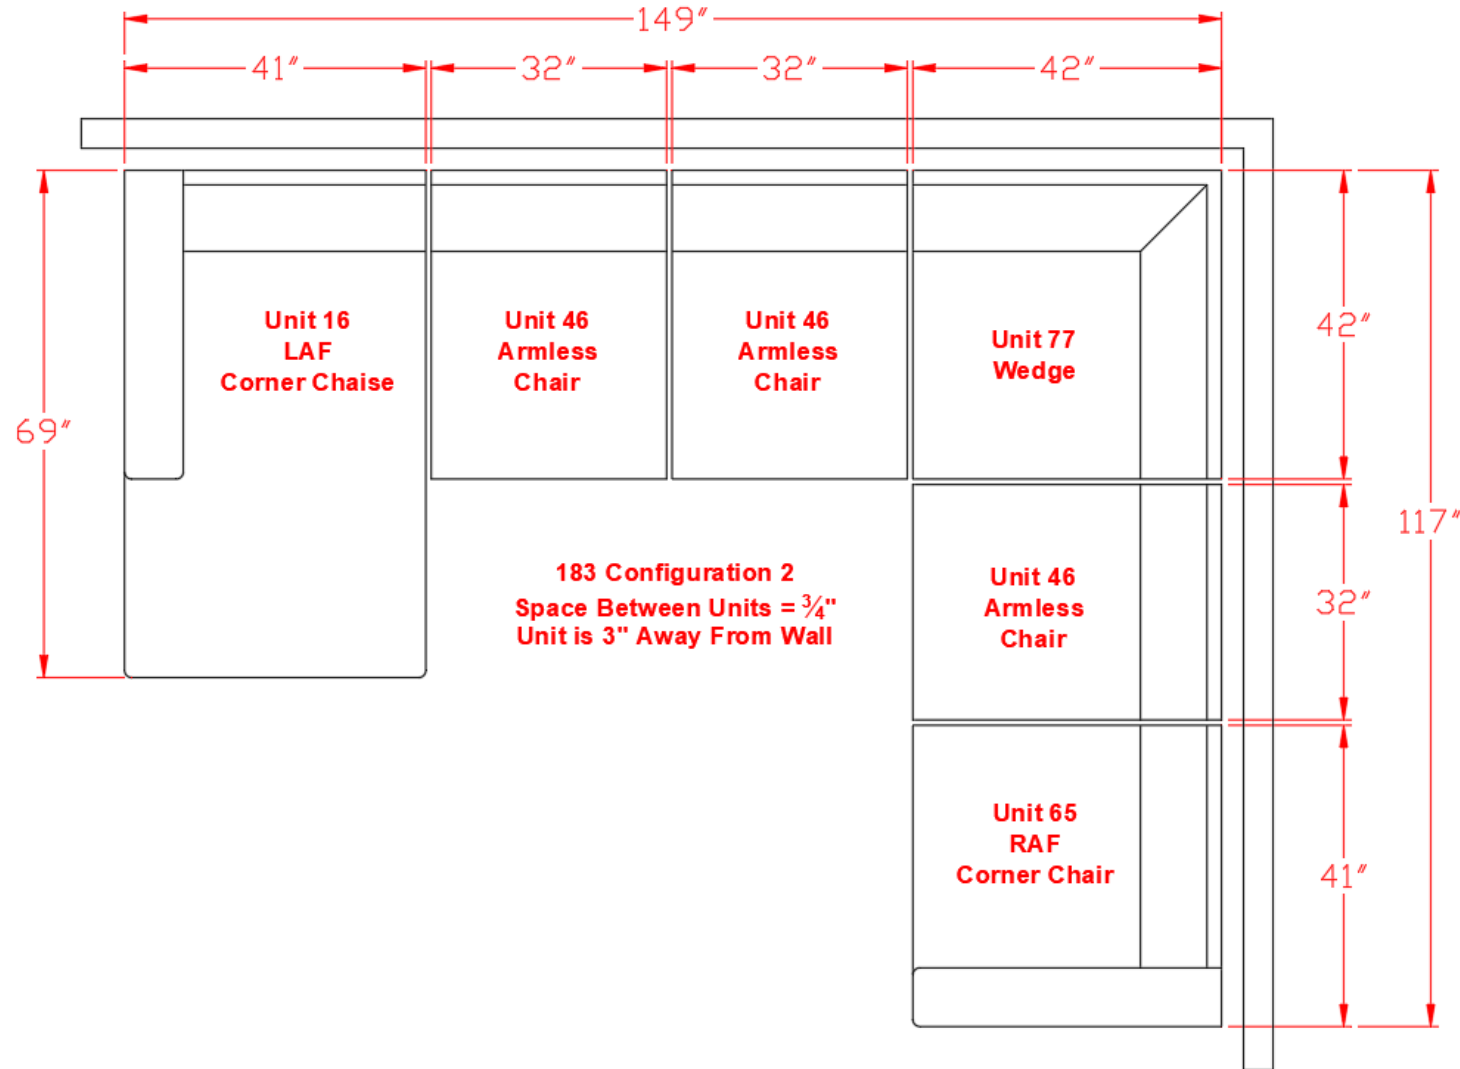 149"
41" 32" 32" 42"
Unit 16
LAF
Corner Chaise
Unit 46
Armless
Chair
Unit 46
Armless
Chair
Unit 77
Wedge
42"
69"
117"
183 Configuration 2
Space Between Units = ¾"
Unit is 3" Away From Wall
Unit 46
Armless
Chair
32"
Unit 65
RAF
Corner Chair
41"